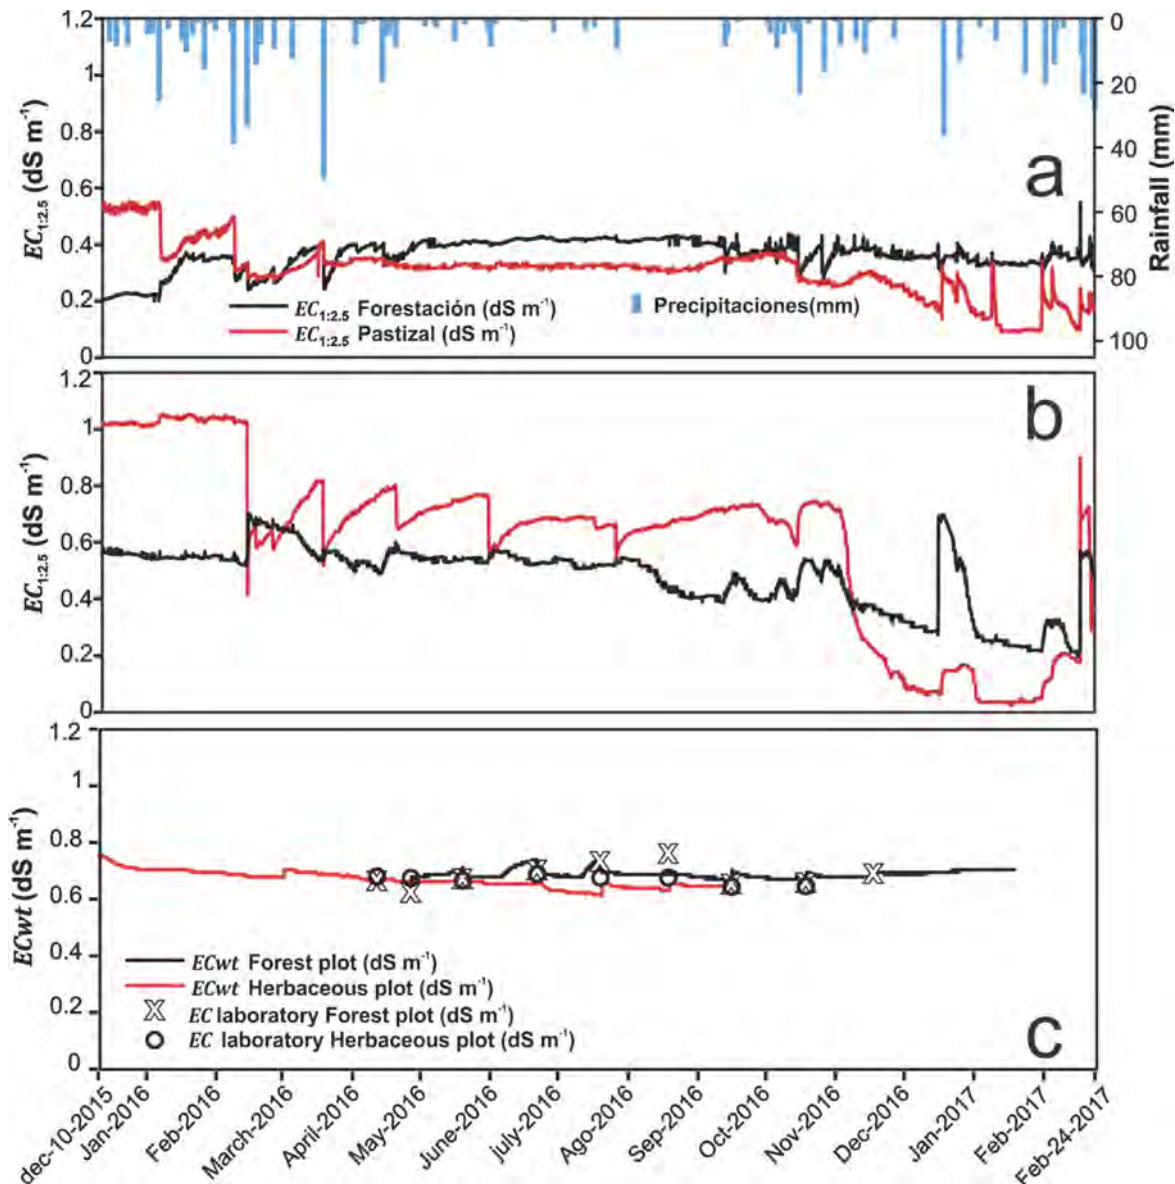 1.2
1
0.8
0.6
0.4
0.2
0
EC1:2.5 (dS m-1)
0
20
40
60
80
100
Rainfall (mm)
a
EC1:2.5 Forestación (dS m-1)
EC1:2.5 Pastizal (dS m-1)
Precipitaciones(mm)
1.2
1
0.8
0.6
0.4
0.2
0
EC1:2.5 (dS m-1)
b
1.2
1
0.8
0.6
0.4
0.2
0
ECwt (dS m-1)
ECwt Forest plot (dS m-1)
ECwt Herbaceous plot (dS m-1)
EC laboratory Forest plot (dS m-1)
EC laboratory Herbaceous plot (dS m-1)
c
dec-10-2015
Jan-2016
Feb-2016
March-2016
April-2016
May-2016
June-2016
July-2016
Ago-2016
Sep-2016
Oct-2016
Nov-2016
Dec-2016
Jan-2017
Feb-2017
Feb-24-2017